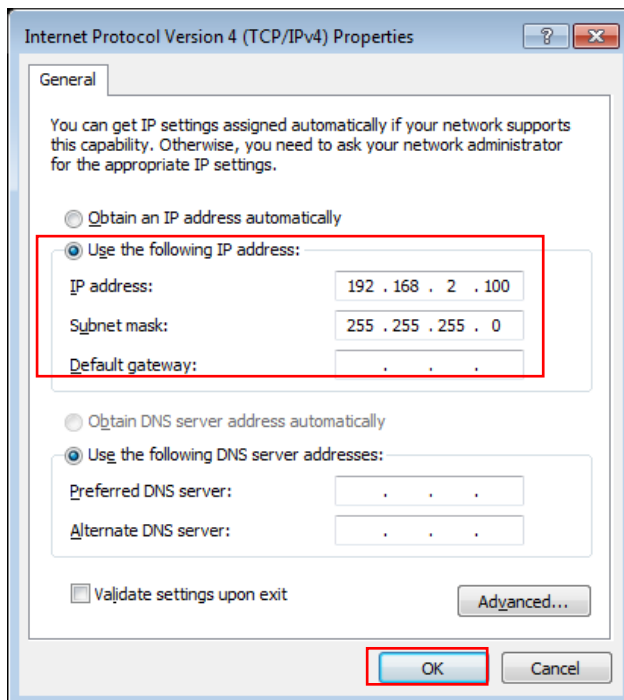 Internet Protocol Version 4 (TCP/IPv4) Properties
General
You can get IP settings assigned automatically if your network supports
this capability. Otherwise, you need to ask your network administrator
for the appropriate IP settings.
Obtain an IP address automatically
Use the following IP address:
IP address: 192 . 168 . 2 . 100
Subnet mask: 255 . 255 . 255 . 0
Default gateway: . . .
Obtain DNS server address automatically
Use the following DNS server addresses:
Preferred DNS server: . . .
Alternate DNS server: . . .
Validate settings upon exit
Advanced...
OK Cancel